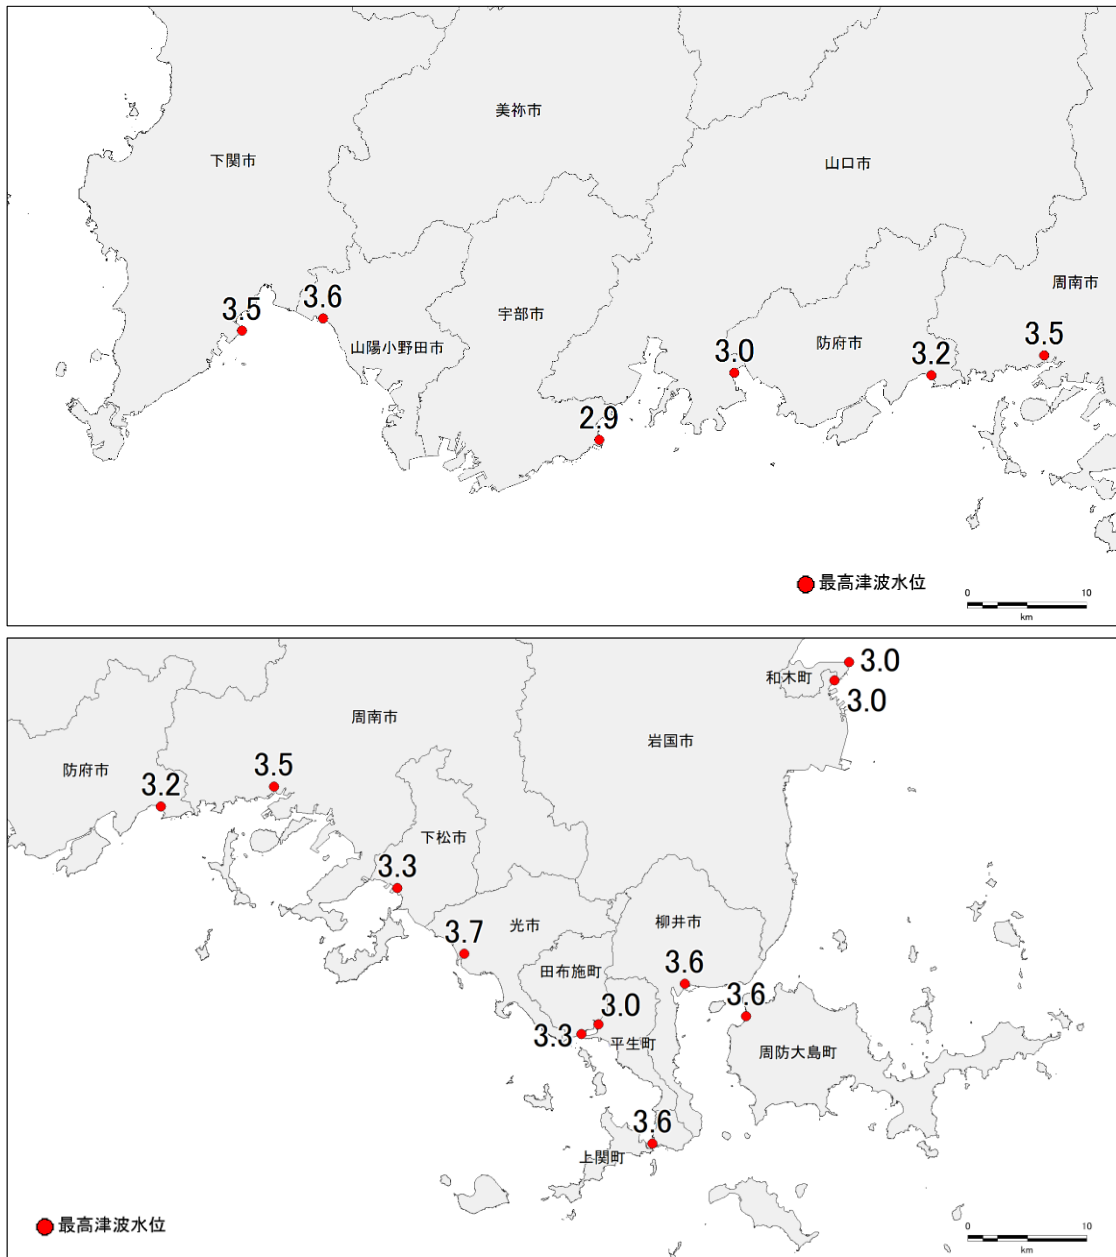 美祢市
下関市
山口市
周南市
3.6
3.5
宇部市
防府市
山陽小野田市
3.0
3.2
3.5
2.9
最高津波水位
0
10
km
3.0
和木町
3.0
周南市
岩国市
防府市
3.5
3.2
下松市
3.3
光市
柳井市
3.7
田布施町
3.6
3.6
3.0
3.3
平生町
周防大島町
3.6
上関町
最高津波水位
0
10
km